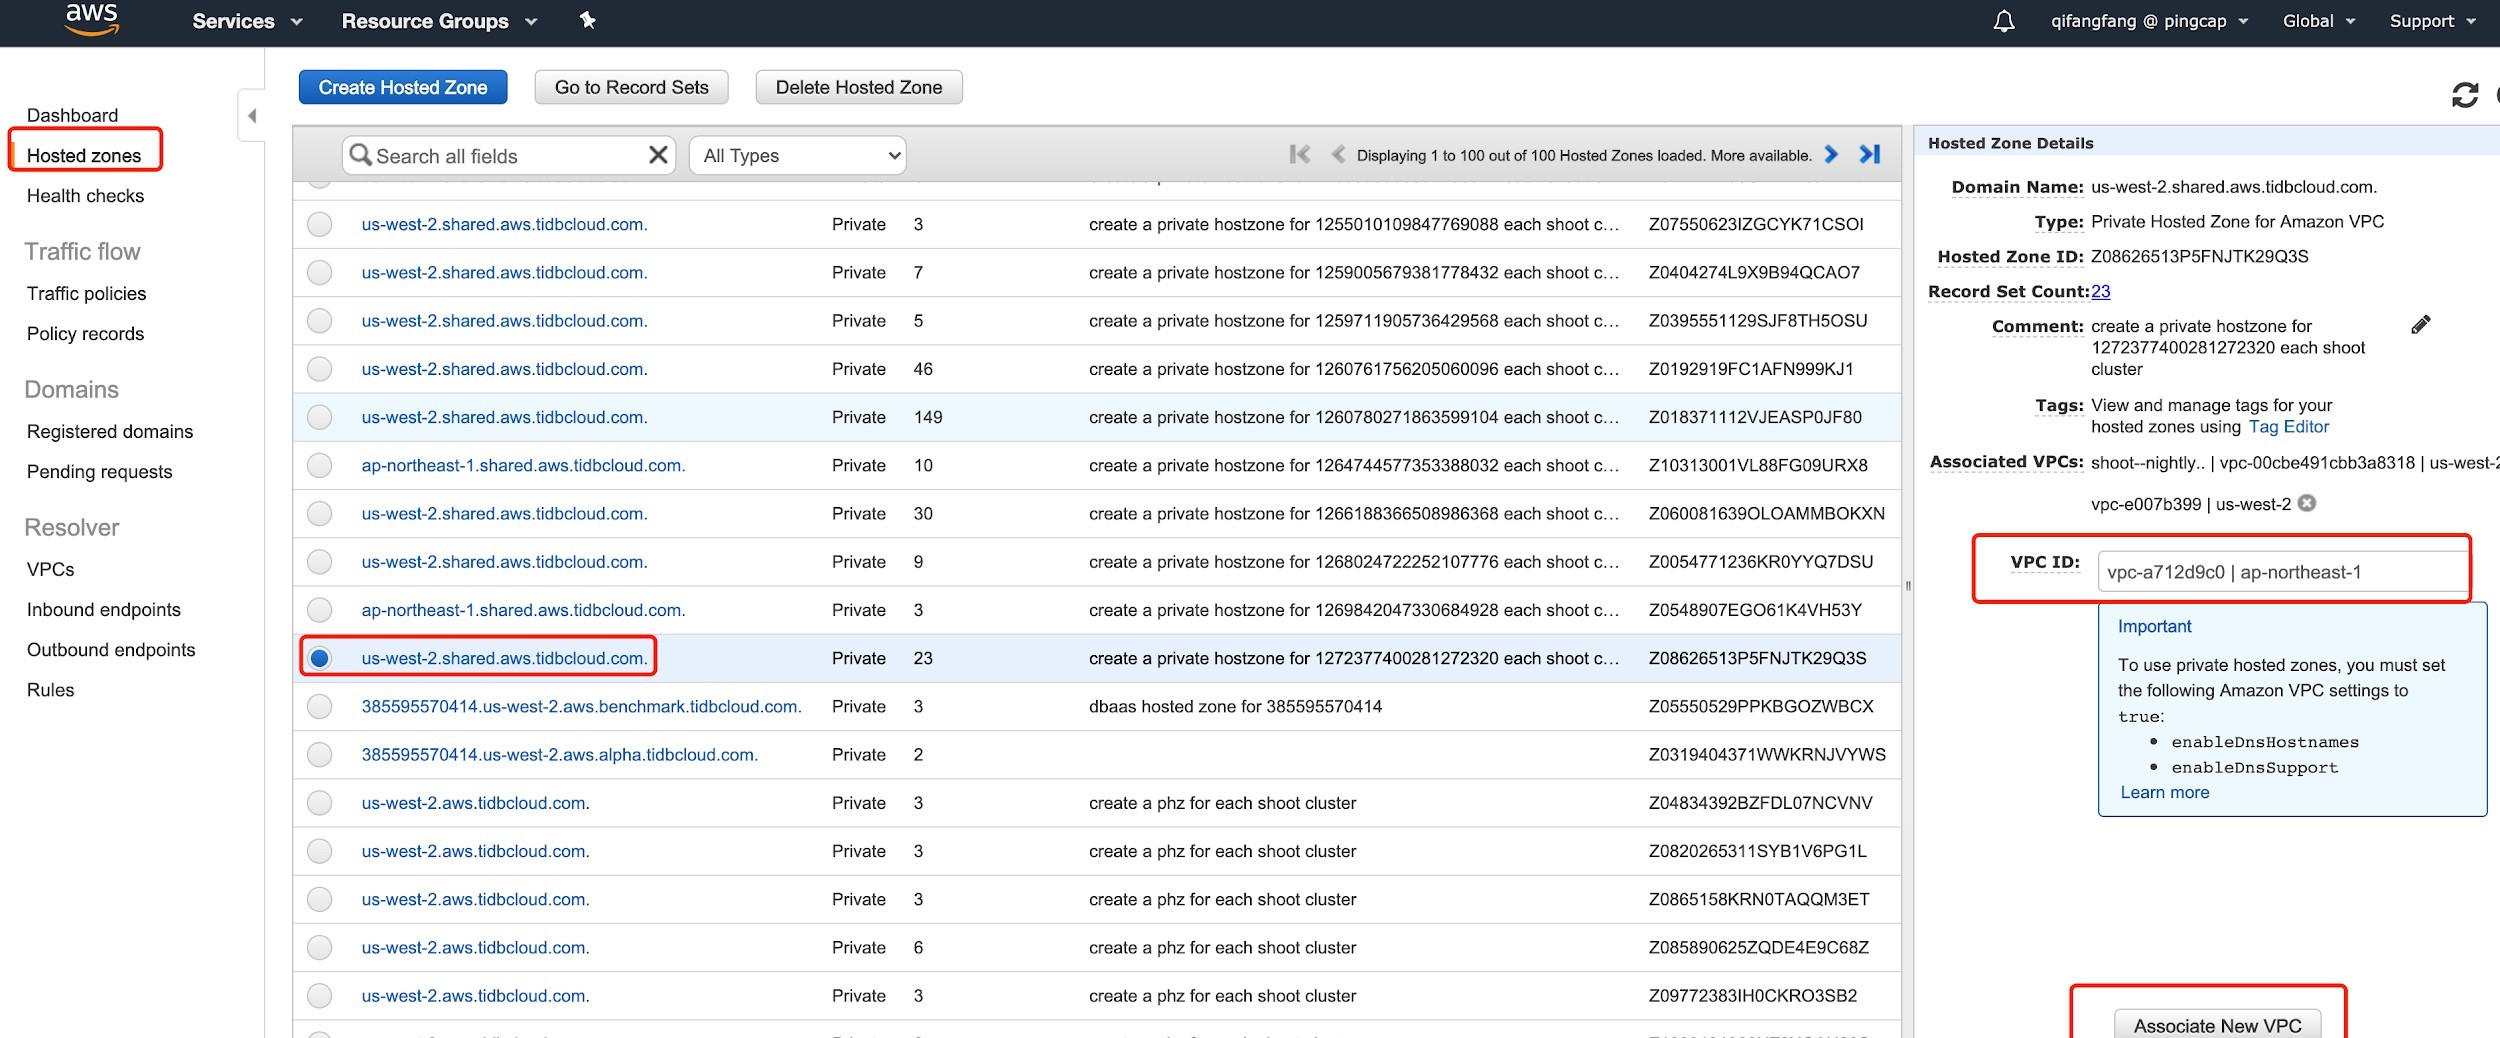 aws Services Resource Groups qifangfang @ pingcap Global Support
Dashboard
Hosted zones
Health checks
Traffic flow
Traffic policies
Policy records
Domains
Registered domains
Pending requests
Resolver
VPCs
Inbound endpoints
Outbound endpoints
Rules
Create Hosted Zone Go to Record Sets Delete Hosted Zone
Search all fields All Types Displaying 1 to 100 out of 100 Hosted Zones loaded. More available.
us-west-2.shared.aws.tidbcloud.com. Private 3 create a private hostzone for 1255010109847769088 each shoot c... Z07550623IZGCYK71CSOI
us-west-2.shared.aws.tidbcloud.com. Private 7 create a private hostzone for 1259005679381778432 each shoot c... Z0404274L9X9B94QCAO7
us-west-2.shared.aws.tidbcloud.com. Private 5 create a private hostzone for 1259711905736429568 each shoot c... Z0395551129SJF8TH5OSU
us-west-2.shared.aws.tidbcloud.com. Private 46 create a private hostzone for 1260761756205060096 each shoot c... Z0192919FC1AFN999KJ1
us-west-2.shared.aws.tidbcloud.com. Private 149 create a private hostzone for 1260780271863599104 each shoot c... Z018371112VJEASP0JF80
ap-northeast-1.shared.aws.tidbcloud.com. Private 10 create a private hostzone for 1264744577353388032 each shoot c... Z10313001VL88FG09URX8
us-west-2.shared.aws.tidbcloud.com. Private 30 create a private hostzone for 1266188366508986368 each shoot c... Z060081639OLOAMMBOKXN
us-west-2.shared.aws.tidbcloud.com. Private 9 create a private hostzone for 1268024722252107776 each shoot c... Z0054771236KR0YYQ7DSU
ap-northeast-1.shared.aws.tidbcloud.com. Private 3 create a private hostzone for 1269842047330684928 each shoot c... Z0548907EGO61K4VH53Y
us-west-2.shared.aws.tidbcloud.com. Private 23 create a private hostzone for 1272377400281272320 each shoot c... Z08626513P5FNJTK29Q3S
385595570414.us-west-2.aws.benchmark.tidbcloud.com. Private 3 dbaas hosted zone for 385595570414 Z05550529PPKBGOZWBCX
385595570414.us-west-2.aws.alpha.tidbcloud.com. Private 2 Z0319404371WWKRNJVYWS
us-west-2.aws.tidbcloud.com. Private 3 create a phz for each shoot cluster Z04834392BZFDL07NCVNV
us-west-2.aws.tidbcloud.com. Private 3 create a phz for each shoot cluster Z0820265311SYB1V6PG1L
us-west-2.aws.tidbcloud.com. Private 3 create a phz for each shoot cluster Z0865158KRN0TAQQM3ET
us-west-2.aws.tidbcloud.com. Private 6 create a phz for each shoot cluster Z085890625ZQDE4E9C68Z
us-west-2.aws.tidbcloud.com. Private 3 create a phz for each shoot cluster Z09772383IH0CKRO3SB2
Hosted Zone Details
Domain Name: us-west-2.shared.aws.tidbcloud.com.
Type: Private Hosted Zone for Amazon VPC
Hosted Zone ID: Z08626513P5FNJTK29Q3S
Record Set Count: 23
Comment: create a private hostzone for
1272377400281272320 each shoot
cluster
Tags: View and manage tags for your
hosted zones using Tag Editor
Associated VPCs: shoot--nightly.. | vpc-00cbe491cbb3a8318 | us-west-2
vpc-e007b399 | us-west-2
VPC ID: vpc-a712d9c0 | ap-northeast-1
Important
To use private hosted zones, you must set
the following Amazon VPC settings to
true:
• enableDnsHostnames
• enableDnsSupport
Learn more
Associate New VPC